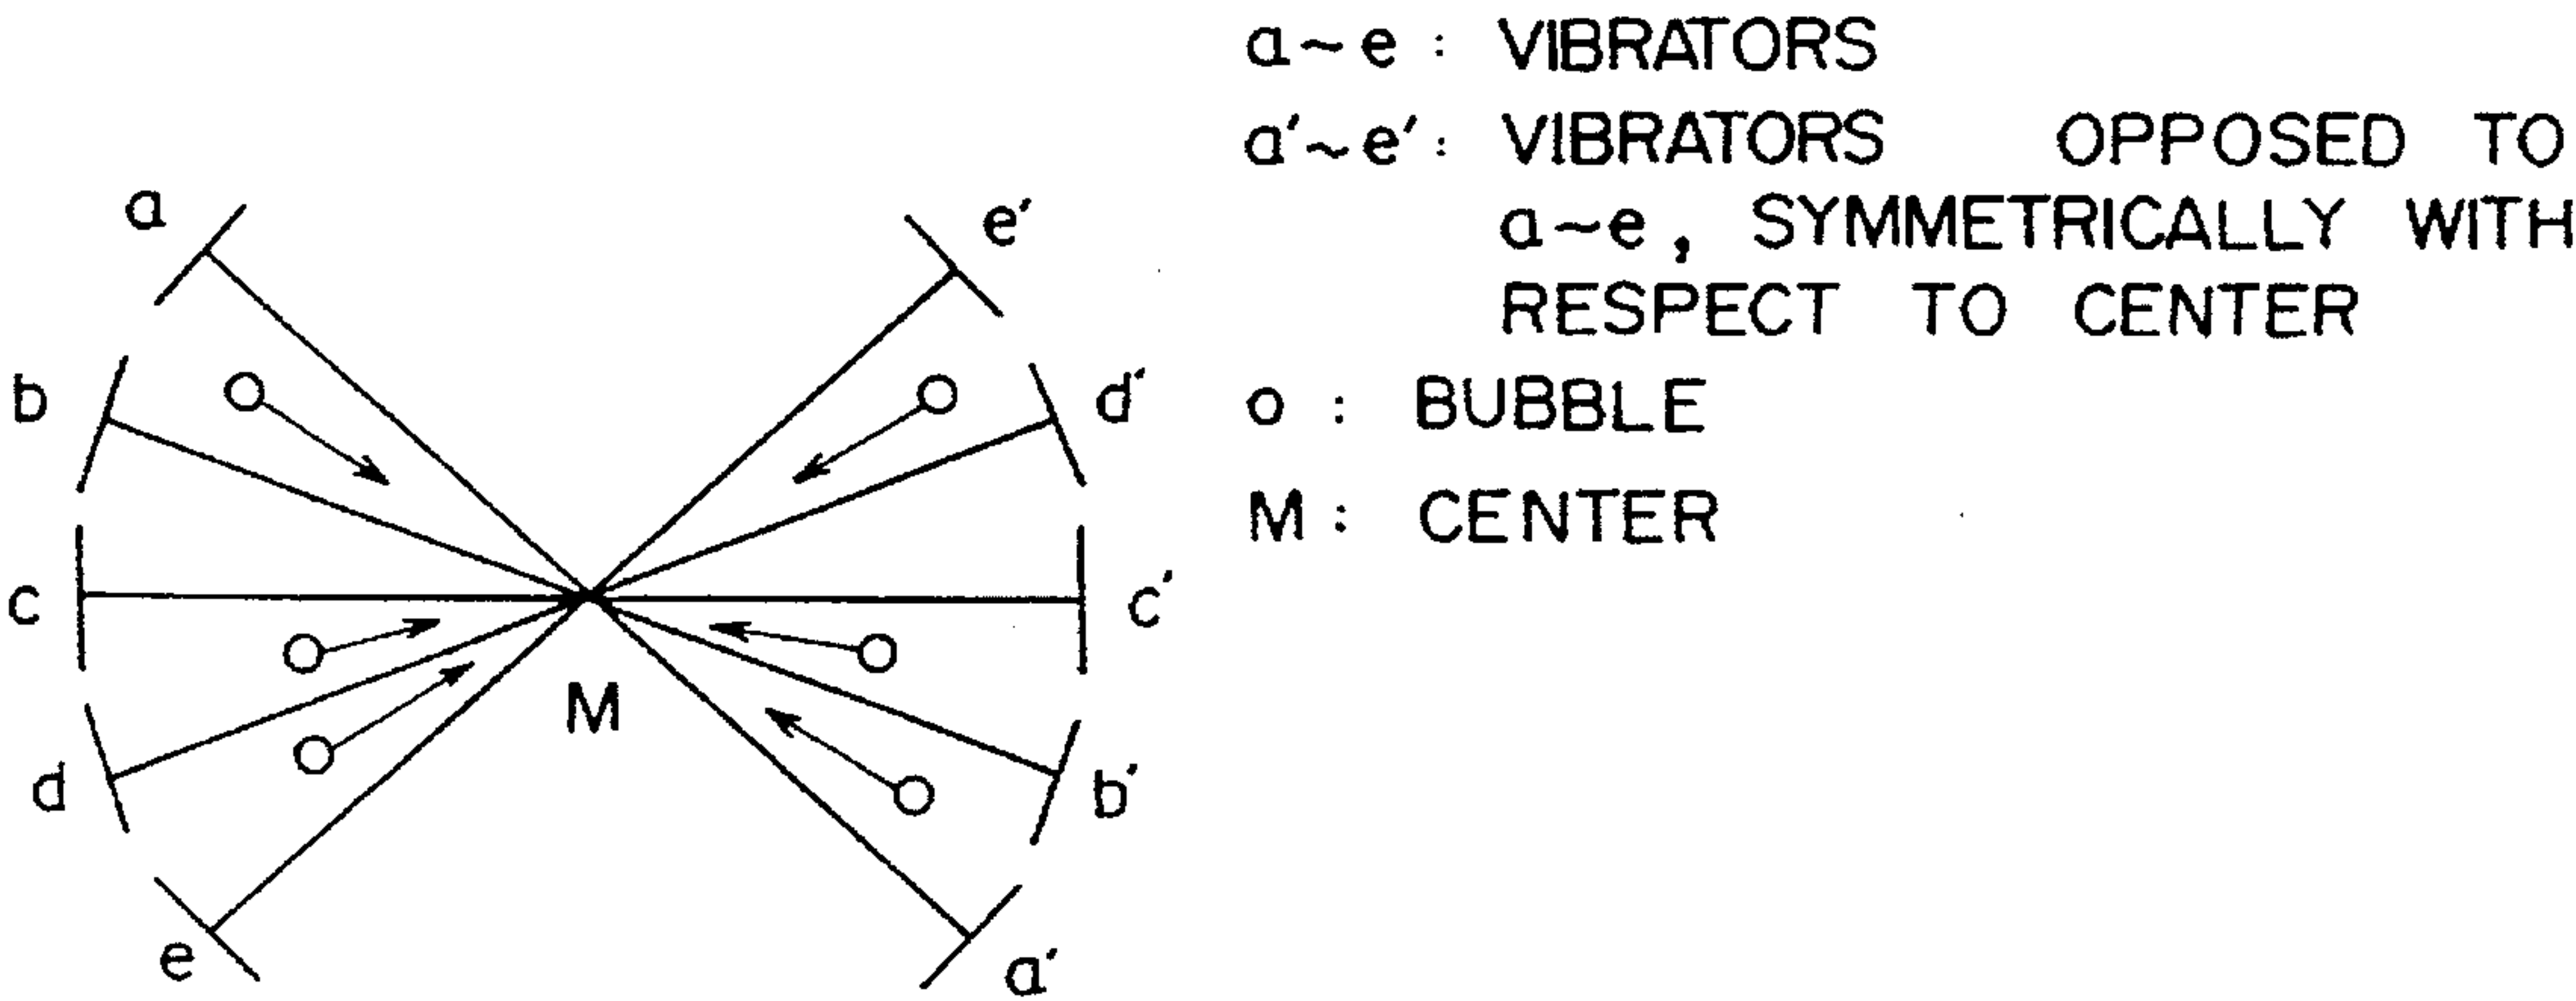 a~e : VIBRATORS
a′~e′: VIBRATORS OPPOSED TO
a~e, SYMMETRICALLY WITH
RESPECT TO CENTER
o : BUBBLE
M : CENTER
a
e′
b
d′
c
c′
M
d
b′
e
a′